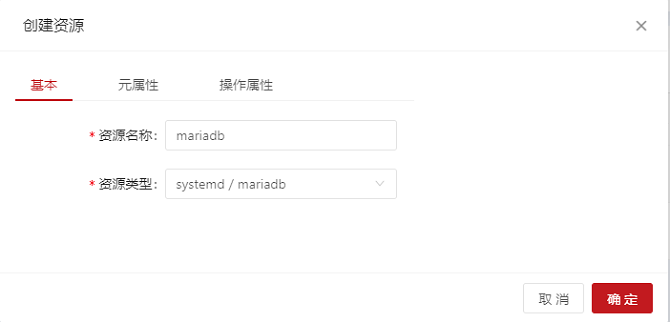 创建资源
基本 元属性 操作属性
* 资源名称: mariadb
* 资源类型: systemd / mariadb
取 消 确 定